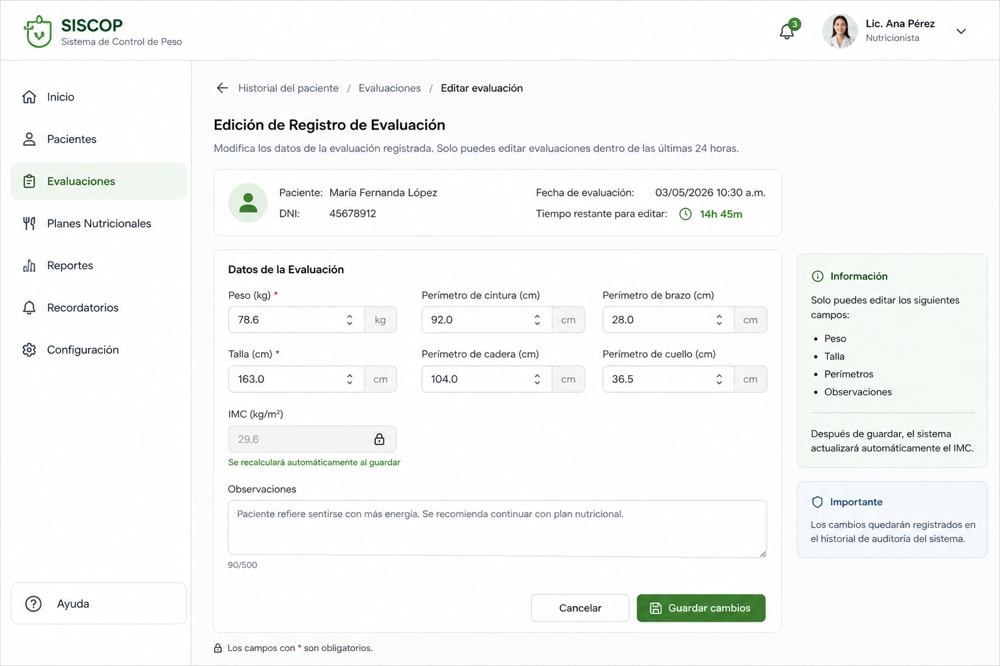 SISCOP
Sistema de Control de Peso
3
Lic. Ana Pérez
Nutricionista
Inicio
Pacientes
Evaluaciones
Planes Nutricionales
Reportes
Recordatorios
Configuración
Ayuda
Historial del paciente / Evaluaciones / Editar evaluación
Edición de Registro de Evaluación
Modifica los datos de la evaluación registrada. Solo puedes editar evaluaciones dentro de las últimas 24 horas.
Paciente: María Fernanda López
DNI: 45678912
Fecha de evaluación: 03/05/2026 10:30 a.m.
Tiempo restante para editar: 14h 45m
Datos de la Evaluación
Peso (kg) *
78.6 kg
Perímetro de cintura (cm)
92.0 cm
Perímetro de brazo (cm)
28.0 cm
Talla (cm) *
163.0 cm
Perímetro de cadera (cm)
104.0 cm
Perímetro de cuello (cm)
36.5 cm
IMC (kg/m²)
29.6
Se recalculará automáticamente al guardar
Observaciones
Paciente refiere sentirse con más energía. Se recomienda continuar con plan nutricional.
90/500
Cancelar
Guardar cambios
Los campos con * son obligatorios.
Información
Solo puedes editar los siguientes
campos:
• Peso
• Talla
• Perímetros
• Observaciones
Después de guardar, el sistema
actualizará automáticamente el IMC.
Importante
Los cambios quedarán registrados en
el historial de auditoría del sistema.